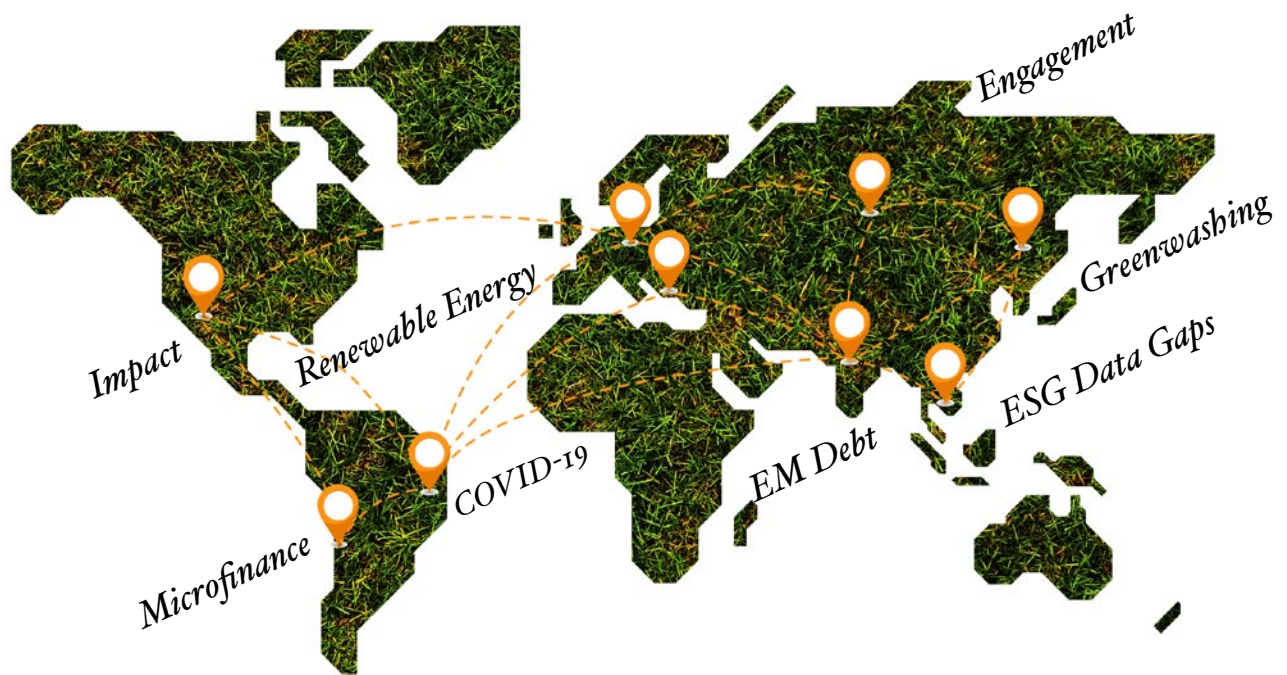 Engagement
Greenwashing
Renewable Energy
Impact
ESG Data Gaps
EM Debt
COVID-19
Microfinance